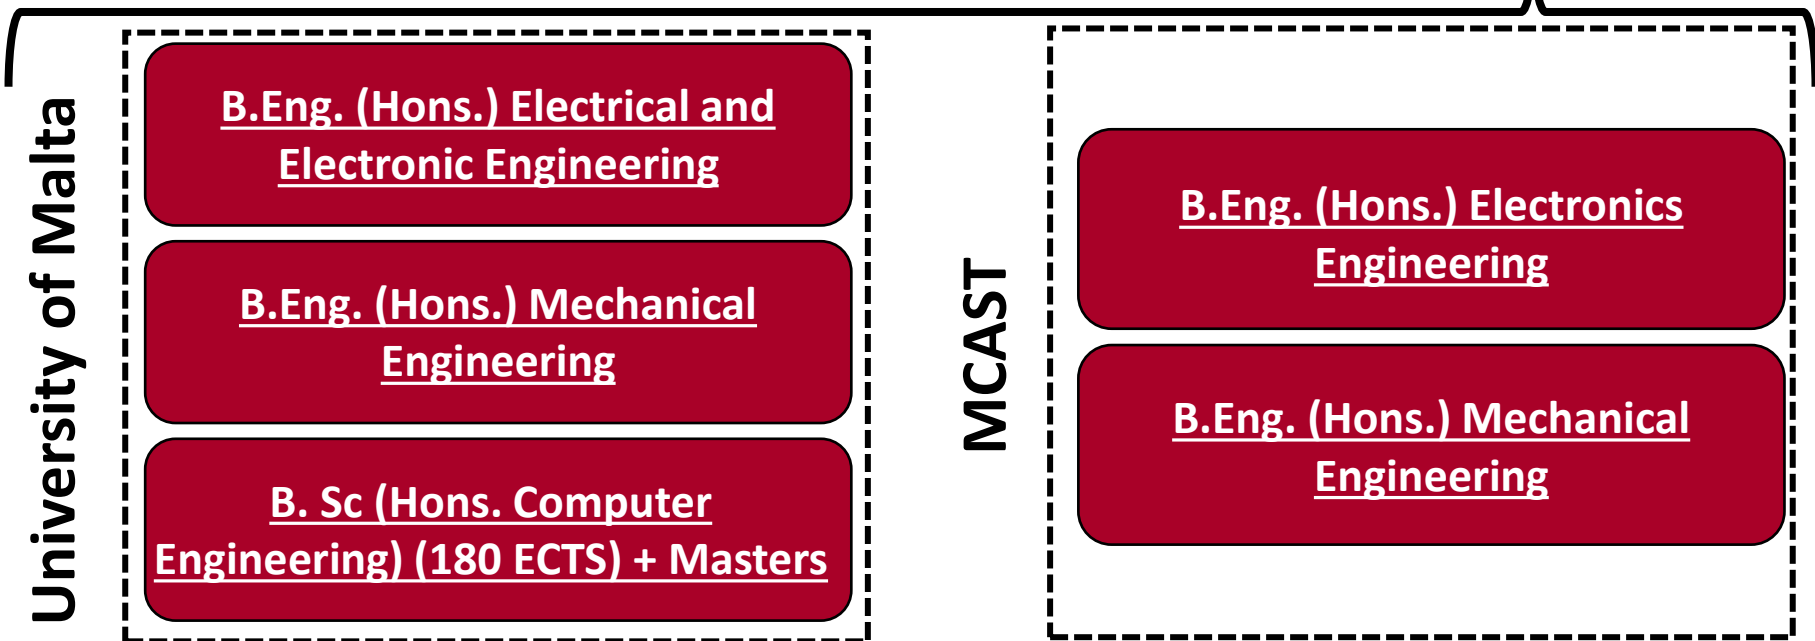 University of Malta
B.Eng. (Hons.) Electrical and
Electronic Engineering
B.Eng. (Hons.) Mechanical
Engineering
B. Sc (Hons. Computer
Engineering) (180 ECTS) + Masters
MCAST
B.Eng. (Hons.) Electronics
Engineering
B.Eng. (Hons.) Mechanical
Engineering